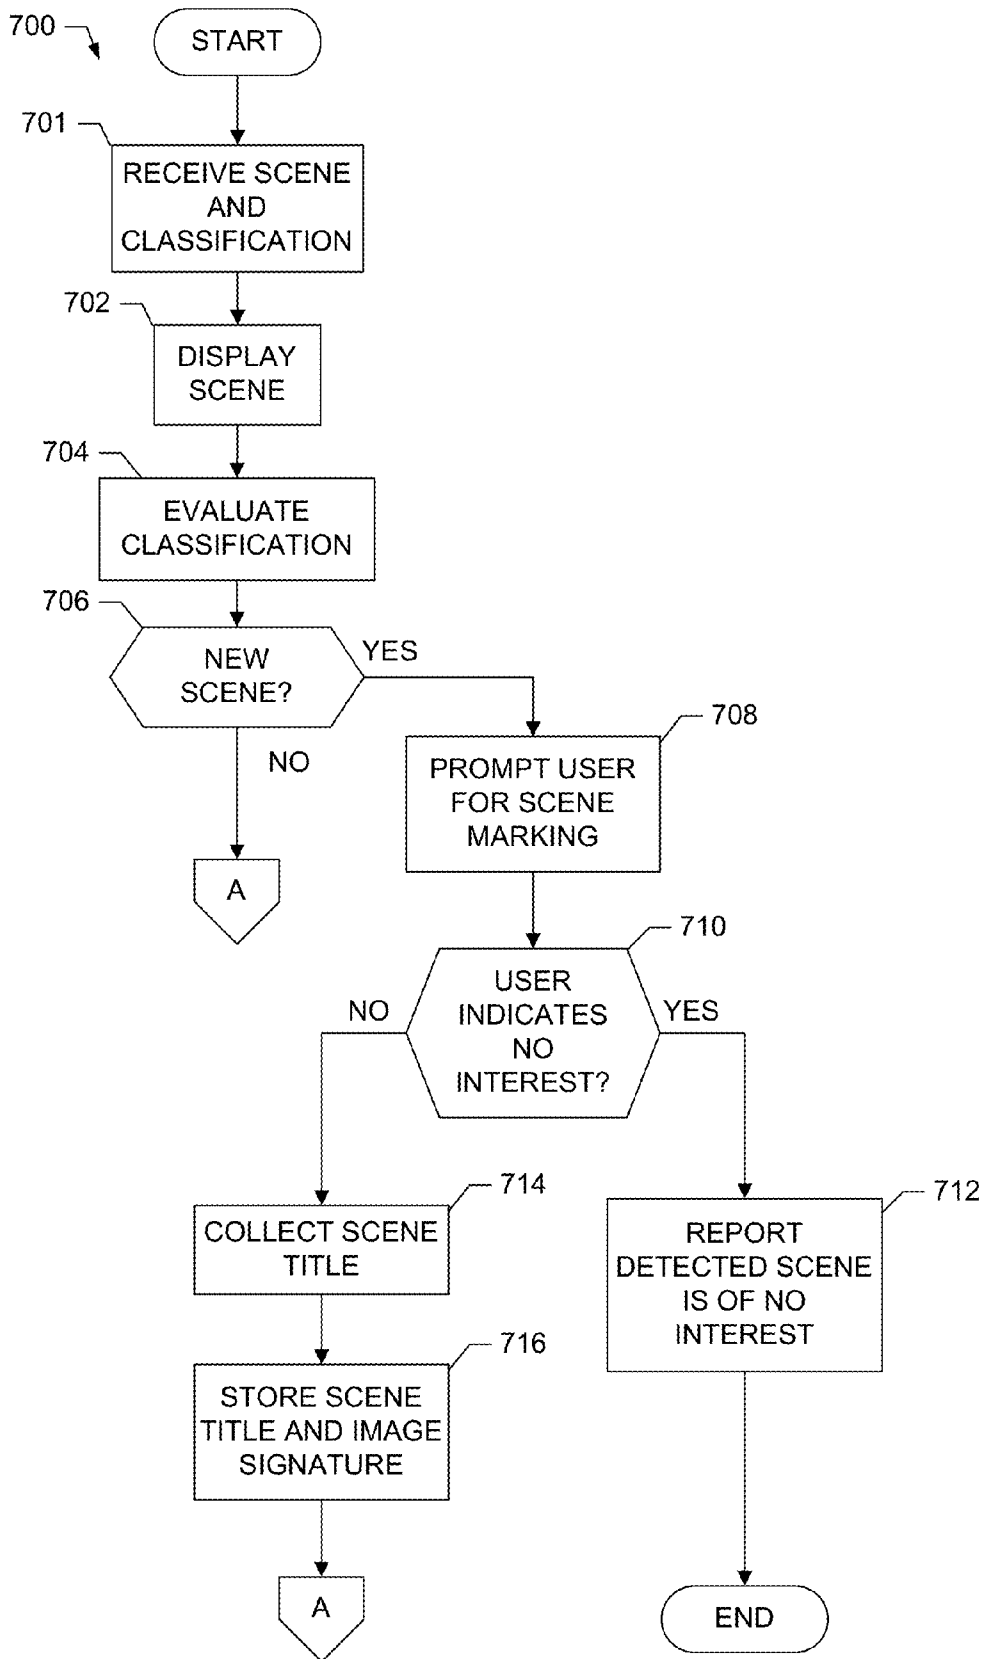 700
START
701
RECEIVE SCENE
AND
CLASSIFICATION
702
DISPLAY
SCENE
704
EVALUATE
CLASSIFICATION
706
NEW
SCENE?
YES
NO
708
PROMPT USER
FOR SCENE
MARKING
A
710
USER
INDICATES
NO
INTEREST?
NO
YES
714
COLLECT SCENE
TITLE
712
REPORT
DETECTED SCENE
IS OF NO
INTEREST
716
STORE SCENE
TITLE AND IMAGE
SIGNATURE
A
END